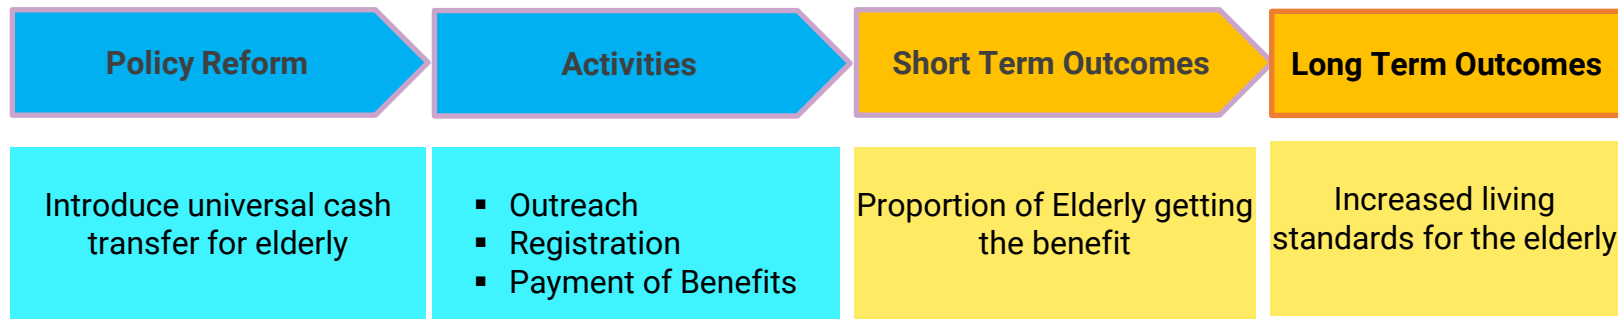 Policy Reform
Activities
Short Term Outcomes
Long Term Outcomes
Introduce universal cash
transfer for elderly
▪ Outreach
▪ Registration
▪ Payment of Benefits
Proportion of Elderly getting
the benefit
Increased living
standards for the elderly